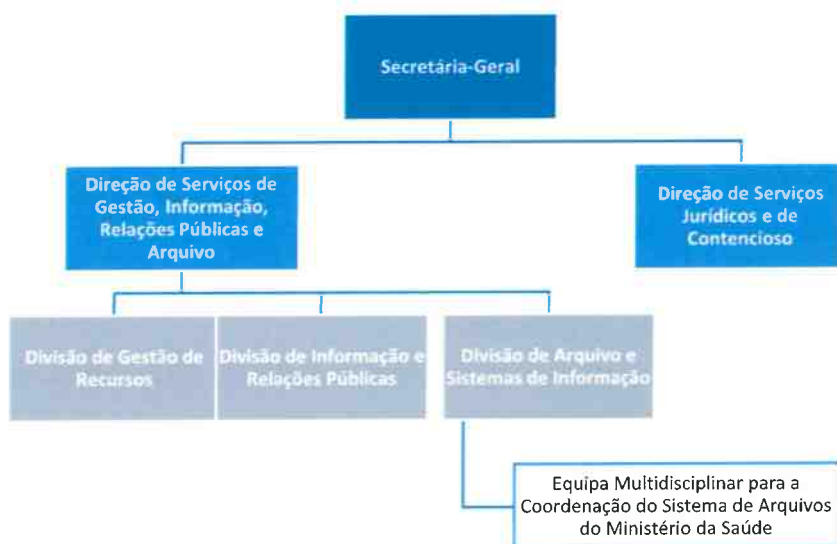 Secretária-Geral
Direção de Serviços de
Gestão, Informação,
Relações Públicas e
Arquivo
Direção de Serviços
Jurídicos e de
Contencioso
Divisão de Gestão de
Recursos
Divisão de Informação e
Relações Públicas
Divisão de Arquivo e
Sistemas de Informação
Equipa Multidisciplinar para a
Coordenação do Sistema de Arquivos
do Ministério da Saúde